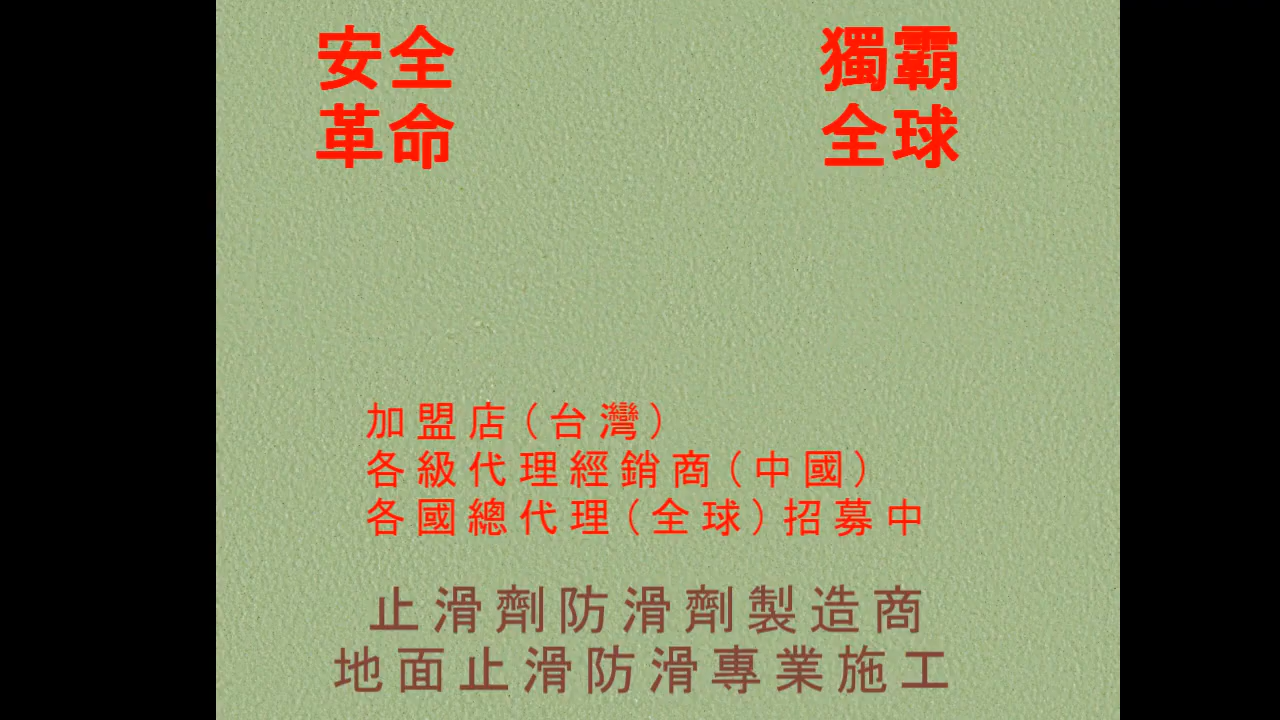 安全 獨霸
革命 全球
加盟店(台灣)
各級代理經銷商(中國)
各國總代理(全球)招募中
止滑劑防滑劑製造商
地面止滑防滑專業施工